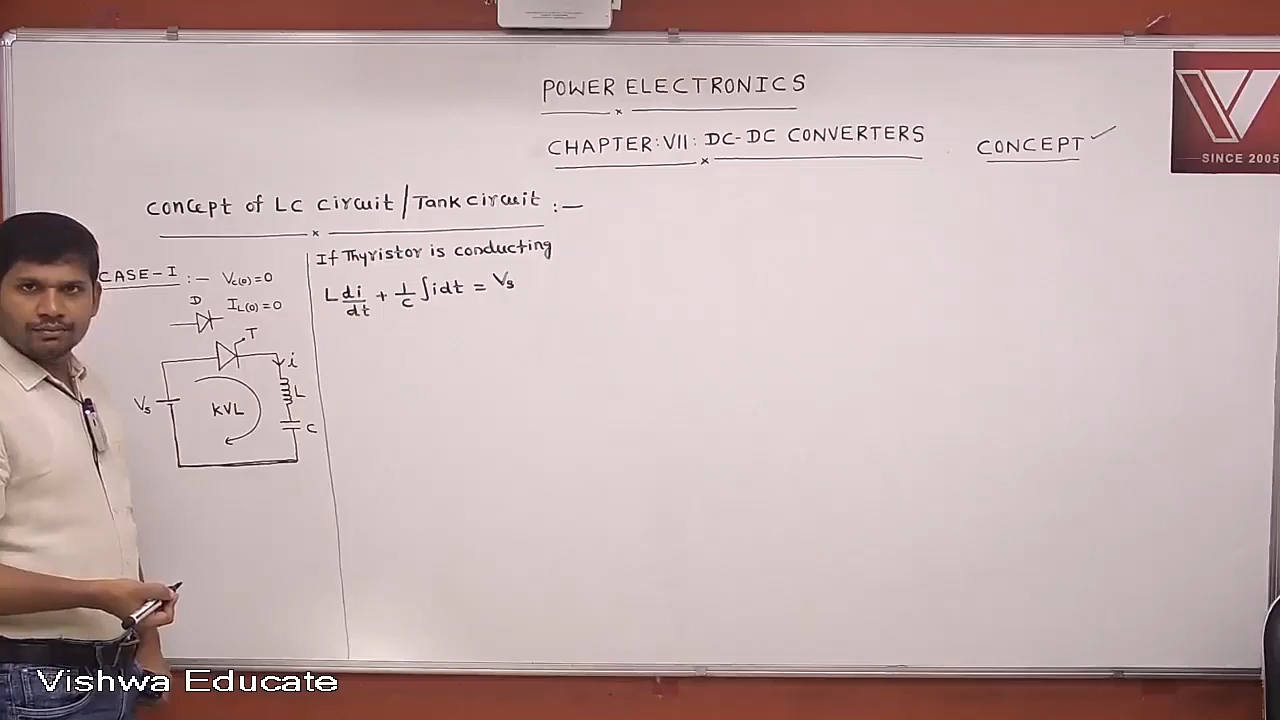 POWER ELECTRONICS
CHAPTER:VII: DC-DC CONVERTERS
CONCEPT ✓
V
SINCE 2005
Concept of LC circuit/Tank circuit :-
CASE-I :- Vc(0)=0
IL(0)=0
D
T
i
L
C
Vs
KVL
If Thyristor is conducting
L di/dt + 1/C ∫idt = Vs
Vishwa Educate